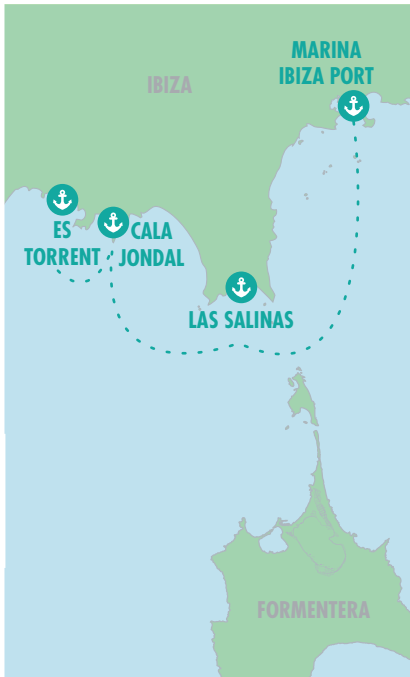 MARINA
IBIZA PORT
IBIZA
ES
TORRENT
CALA
JONDAL
LAS SALINAS
FORMENTERA